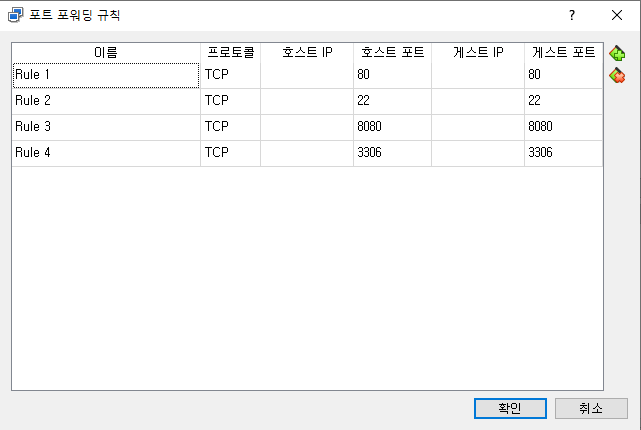 포트 포워딩 규칙
이름 프로토콜 호스트 IP 호스트 포트 게스트 IP 게스트 포트
Rule 1 TCP 80 80
Rule 2 TCP 22 22
Rule 3 TCP 8080 8080
Rule 4 TCP 3306 3306
확인 취소